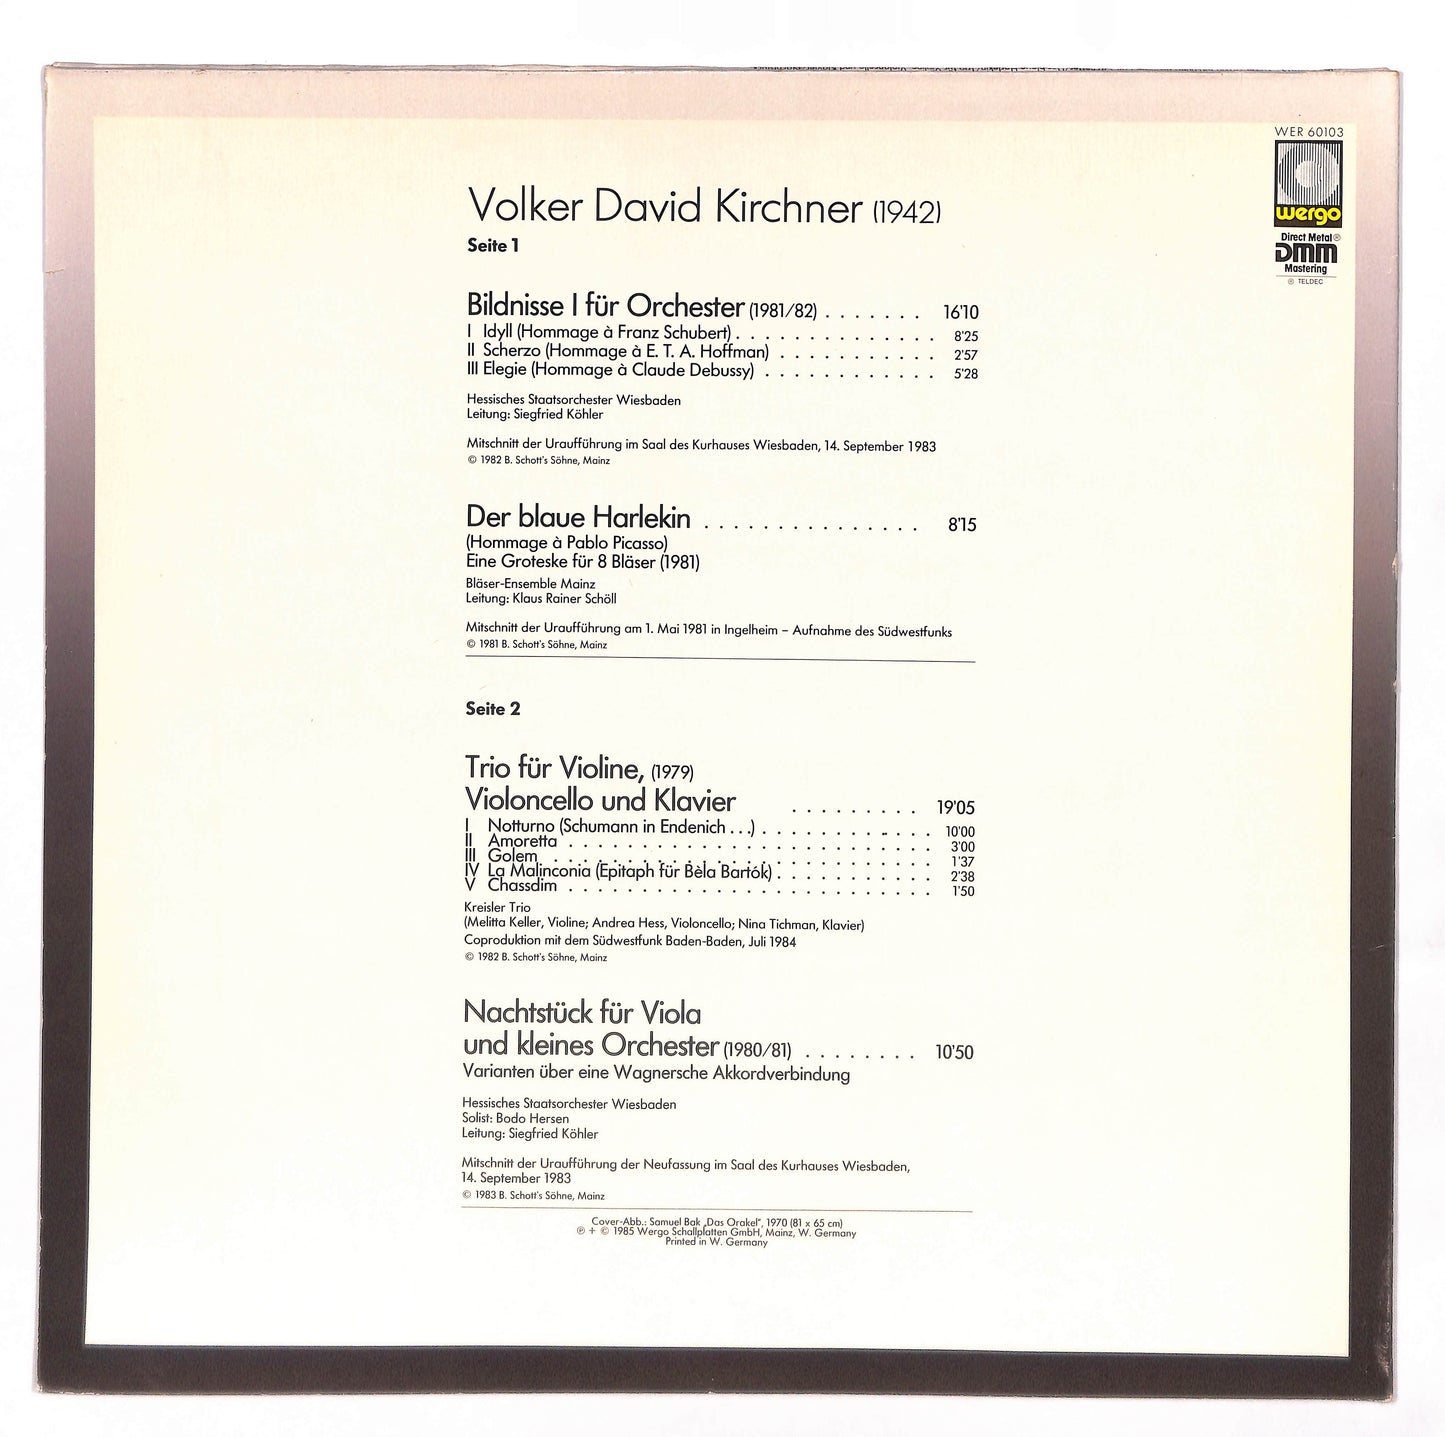 WER 60103
wergo
Direct Metal®
DMM
Mastering
℗ TELDEC
Volker David Kirchner (1942)
Seite 1
Bildnisse I für Orchester (1981/82) . . . . . . . 16'10
I Idyll (Hommage à Franz Schubert) . . . . . . . . . . . . . . 8'25
II Scherzo (Hommage à E. T. A. Hoffman) . . . . . . . . . . . 2'57
III Elegie (Hommage à Claude Debussy) . . . . . . . . . . . . 5'28
Hessisches Staatsorchester Wiesbaden
Leitung: Siegfried Köhler
Mitschnitt der Uraufführung im Saal des Kurhauses Wiesbaden, 14. September 1983
© 1982 B. Schott's Söhne, Mainz
Der blaue Harlekin . . . . . . . . . . . . . . . 8'15
(Hommage à Pablo Picasso)
Eine Groteske für 8 Bläser (1981)
Bläser-Ensemble Mainz
Leitung: Klaus Rainer Schöll
Mitschnitt der Uraufführung am 1. Mai 1981 in Ingelheim – Aufnahme des Südwestfunks
© 1981 B. Schott's Söhne, Mainz
Seite 2
Trio für Violine, (1979)
Violoncello und Klavier . . . . . . . . . 19'05
I Notturno (Schumann in Endenich . . .) . . . . . . . . . . . . 10'00
II Amoretta . . . . . . . . . . . . . . . . . . . . . . . . . 3'00
III Golem . . . . . . . . . . . . . . . . . . . . . . . . . . 1'37
IV La Malinconia (Epitaph für Bèla Bartók) . . . . . . . . . . . 2'38
V Chassdim . . . . . . . . . . . . . . . . . . . . . . . . . 1'50
Kreisler Trio
(Melitta Keller, Violine; Andrea Hess, Violoncello; Nina Tichman, Klavier)
Coproduktion mit dem Südwestfunk Baden-Baden, Juli 1984
© 1982 B. Schott's Söhne, Mainz
Nachtstück für Viola
und kleines Orchester (1980/81) . . . . . . . . 10'50
Varianten über eine Wagnersche Akkordverbindung
Hessisches Staatsorchester Wiesbaden
Solist: Bodo Hersen
Leitung: Siegfried Köhler
Mitschnitt der Uraufführung der Neufassung im Saal des Kurhauses Wiesbaden,
14. September 1983
© 1983 B. Schott's Söhne, Mainz
Cover-Abb.: Samuel Bak „Das Orakel", 1970 (81 x 65 cm)
℗ + © 1985 Wergo Schallplatten GmbH, Mainz, W. Germany
Printed in W. Germany